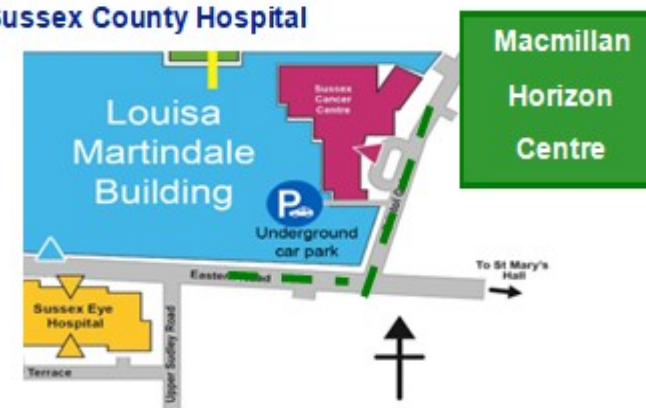 Sussex County Hospital
Macmillan
Horizon
Centre
Sussex
Cancer
Centre
Louisa
Martindale
Building
P
Underground
car park
To St Mary's
Hall
Sussex Eye
Hospital
Upper Sudley Road
Terrace